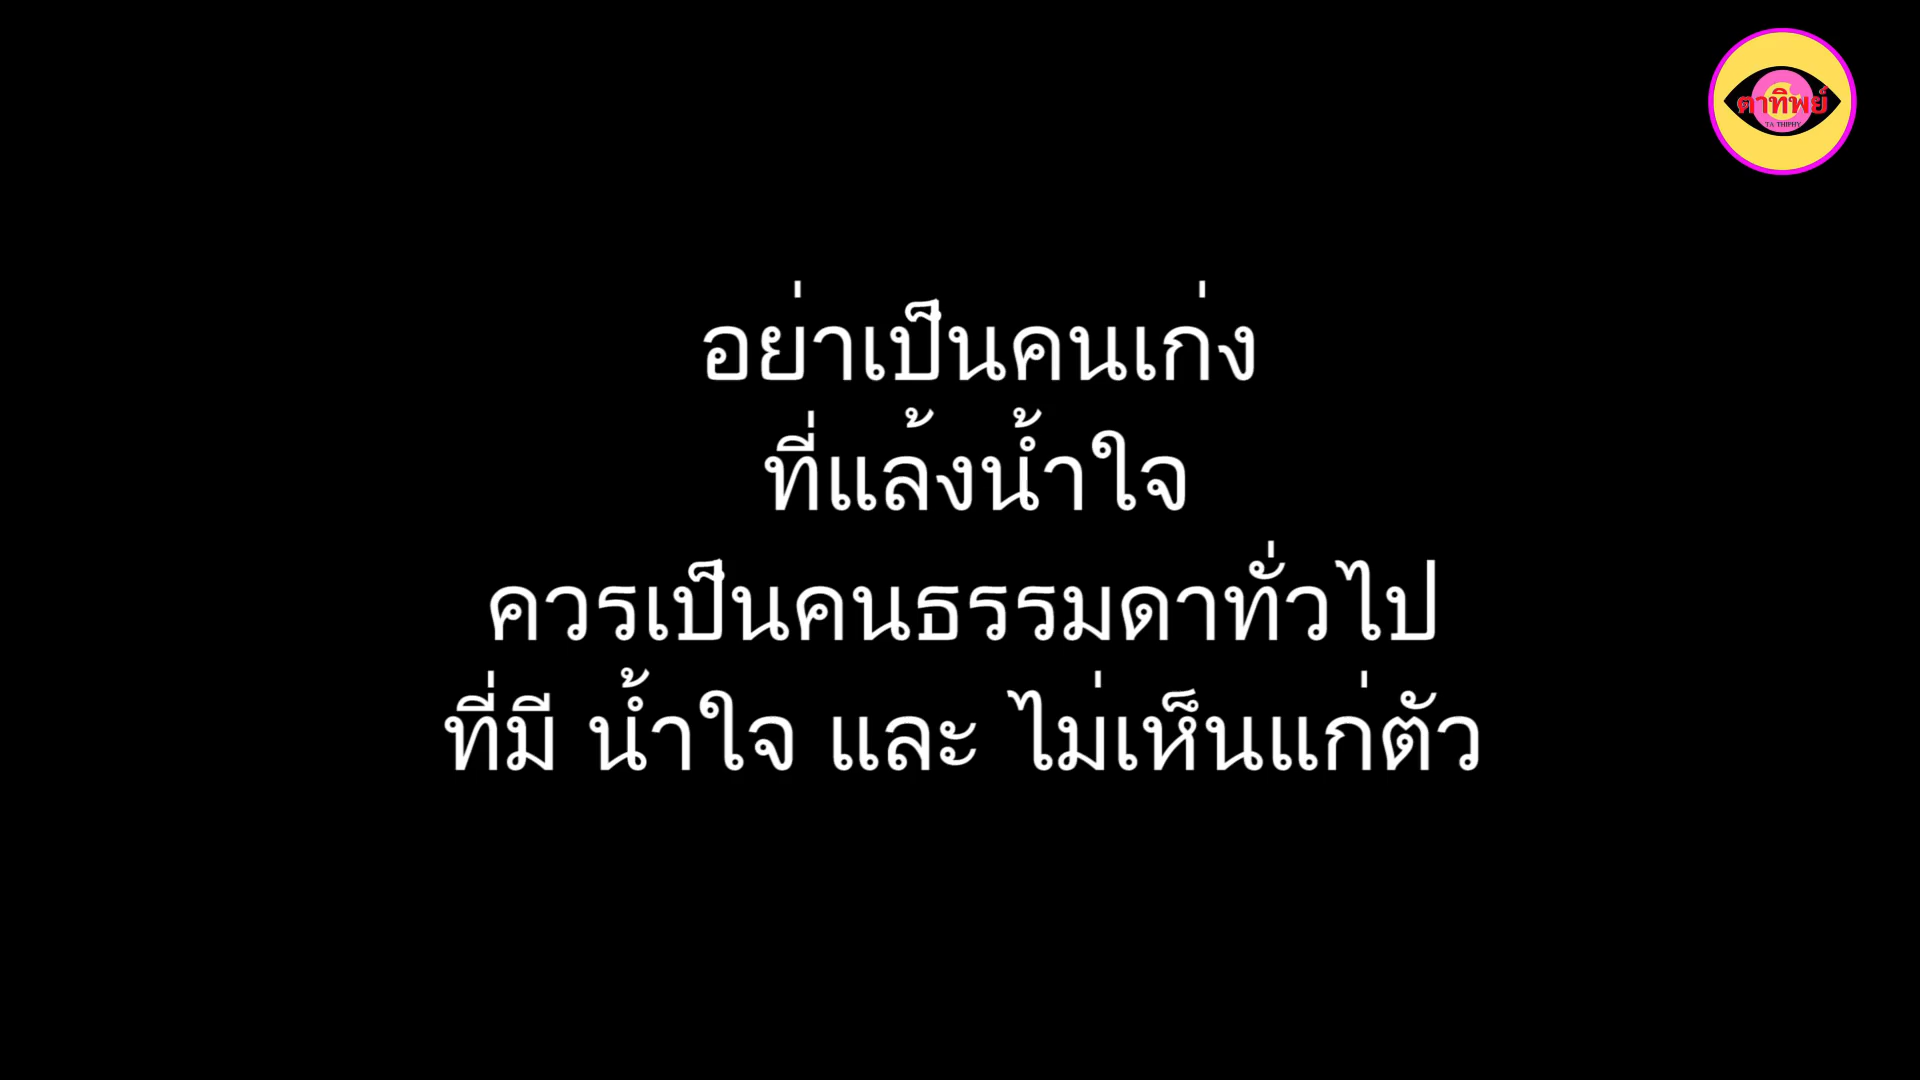 ตาทิพย์
TA THIPHY
อย่าเป็นคนเก่ง
ที่แล้งน้ำใจ
ควรเป็นคนธรรมดาทั่วไป
ที่มี น้ำใจ และ ไม่เห็นแก่ตัว